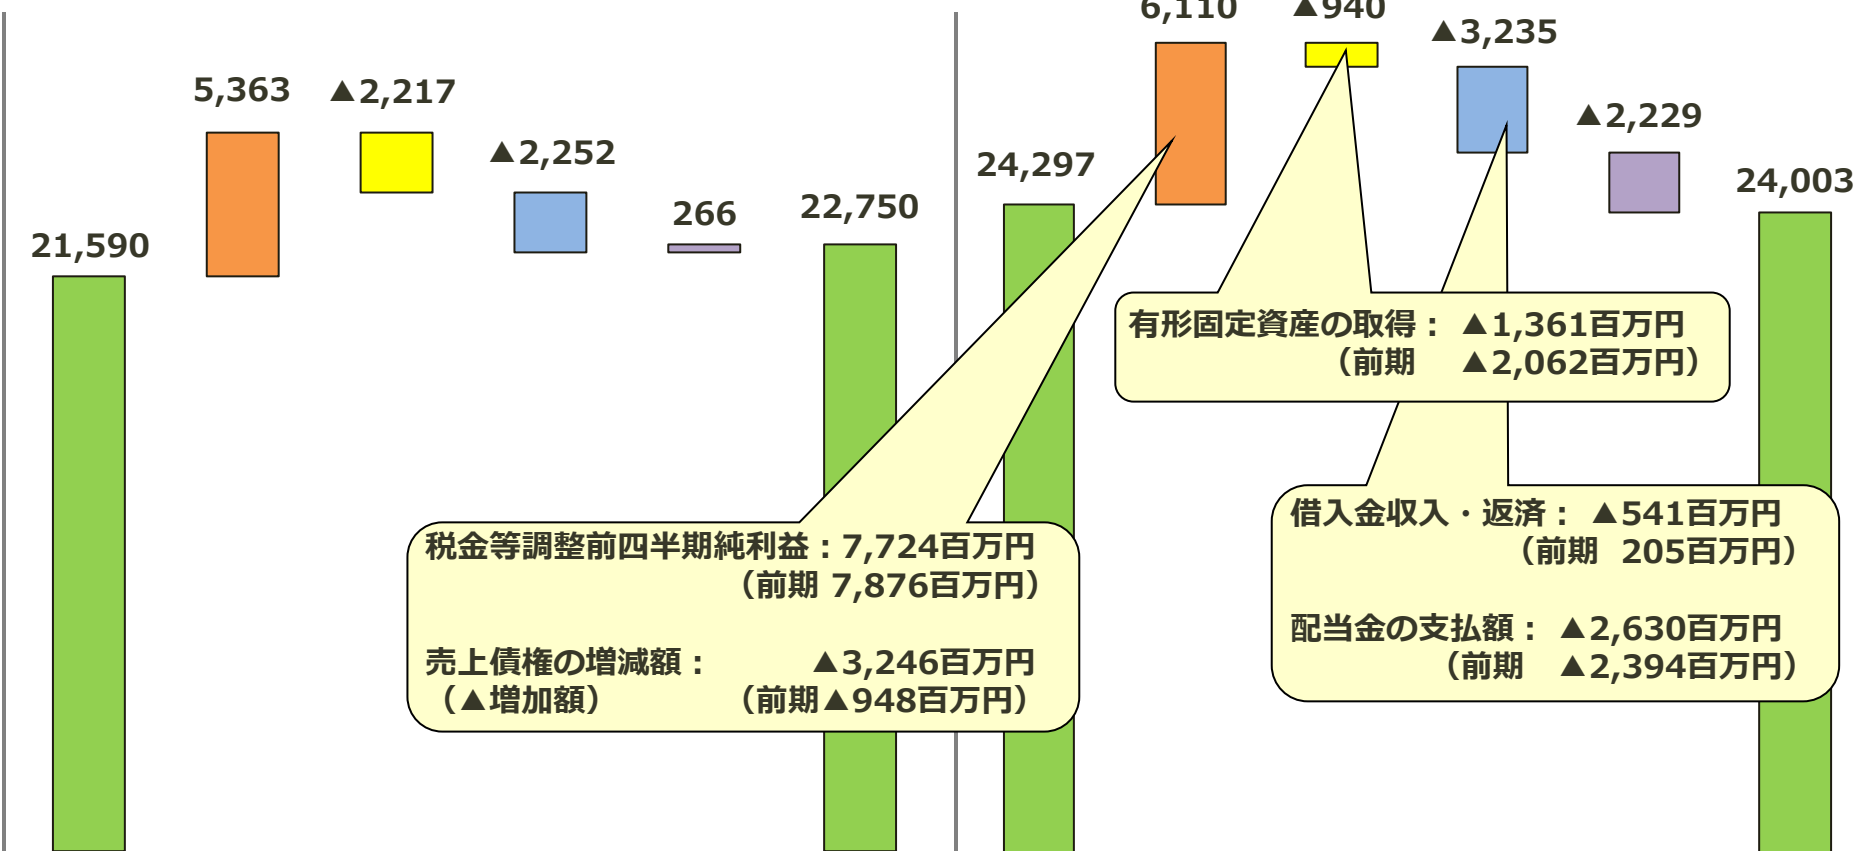 5,363
▲2,217
▲2,252
21,590
266
22,750
6,110
▲940
▲3,235
▲2,229
24,297
24,003
有形固定資産の取得： ▲1,361百万円
（前期 ▲2,062百万円）
税金等調整前四半期純利益：7,724百万円
（前期 7,876百万円）
売上債権の増減額： ▲3,246百万円
（▲増加額） （前期▲948百万円）
借入金収入・返済： ▲541百万円
（前期 205百万円）
配当金の支払額： ▲2,630百万円
（前期 ▲2,394百万円）